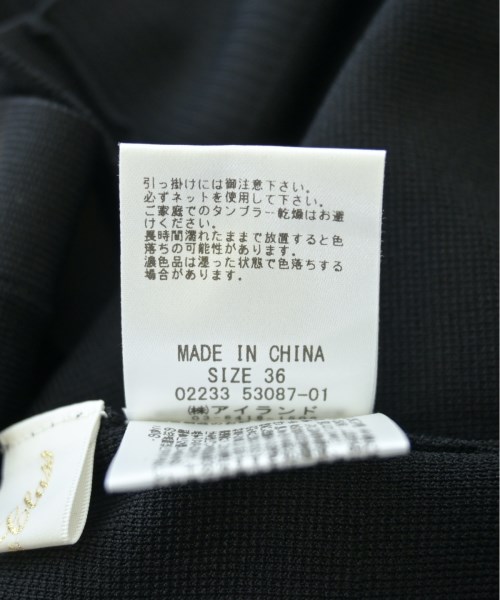 引っ掛けには御注意下さい。
必ずネットを使用して下さい。
ご家庭でのタンブラー乾燥はお避
けください。
長時間濡れたままで放置すると色
落ちの可能性があります。
濃色品は湿った状態で色落ちする
場合があります。
MADE IN CHINA
SIZE 36
02233 53087-01
(株)アイランド